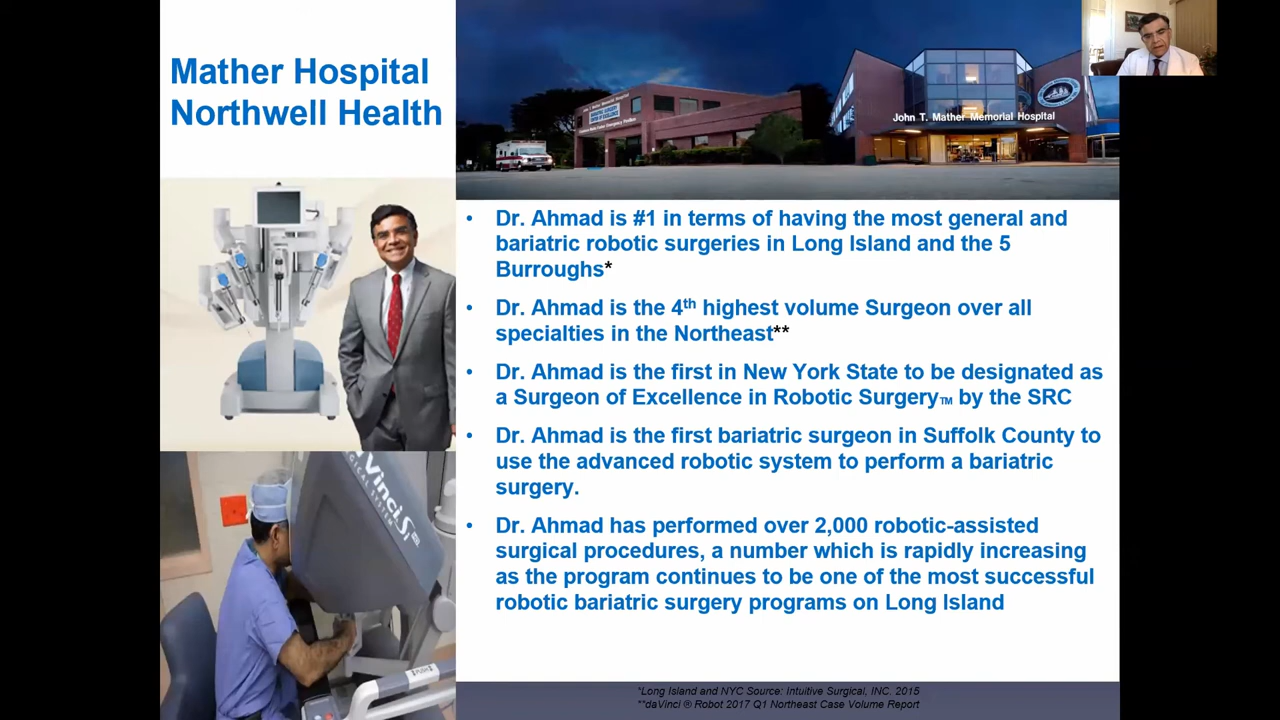 Mather Hospital
Northwell Health
John T. Mather Memorial Hospital
• Dr. Ahmad is #1 in terms of having the most general and
bariatric robotic surgeries in Long Island and the 5
Burroughs*
• Dr. Ahmad is the 4th highest volume Surgeon over all
specialties in the Northeast**
• Dr. Ahmad is the first in New York State to be designated as
a Surgeon of Excellence in Robotic Surgery™ by the SRC
• Dr. Ahmad is the first bariatric surgeon in Suffolk County to
use the advanced robotic system to perform a bariatric
surgery.
• Dr. Ahmad has performed over 2,000 robotic-assisted
surgical procedures, a number which is rapidly increasing
as the program continues to be one of the most successful
robotic bariatric surgery programs on Long Island
Vinci Si
SYSTEM
PUSH
*Long Island and NYC Source: Intuitive Surgical, INC. 2015
**daVinci ® Robot 2017 Q1 Northeast Case Volume Report